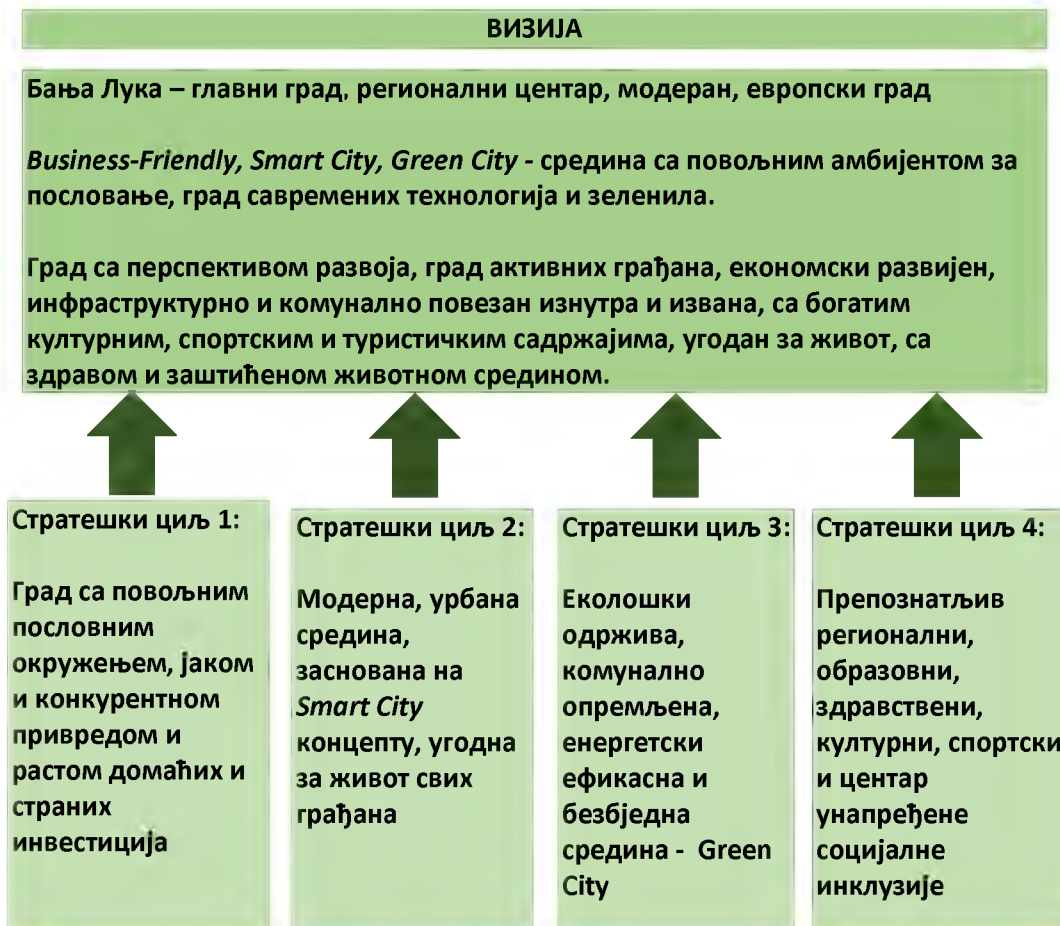 ВИЗИЈА
Бања Лука – главни град, регионални центар, модеран, европски град
Business-Friendly, Smart City, Green City - средина са повољним амбијентом за
пословање, град савремених технологија и зеленила.
Град са перспективом развоја, град активних грађана, економски развијен,
инфраструктурно и комунално повезан изнутра и извана, са богатим
културним, спортским и туристичким садржајима, угодан за живот, са
здравом и заштићеном животном средином.
Стратешки циљ 1:
Град са повољним
пословним
окружењем, јаком
и конкурентном
привредом и
растом домаћих и
страних
инвестиција
Стратешки циљ 2:
Модерна, урбана
средина,
заснована на
Smart City
концепту, угодна
за живот свих
грађана
Стратешки циљ 3:
Еколошки
одржива,
комунално
опремљена,
енергетски
ефикасна и
безбједна
средина - Green
City
Стратешки циљ 4:
Препознатљив
регионални,
образовни,
здравствени,
културни, спортски
и центар
унапређене
социјалне
инклузије